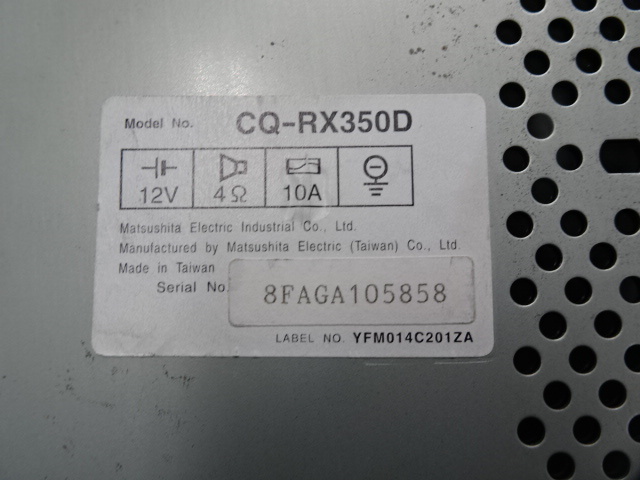 Model No. CQ-RX350D
12V 4Ω 10A
Matsushita Electric Industrial Co., Ltd.
Manufactured by Matsushita Electric (Taiwan) Co., Ltd.
Made in Taiwan
Serial No. 8FAGA105858
LABEL NO. YFM014C201ZA